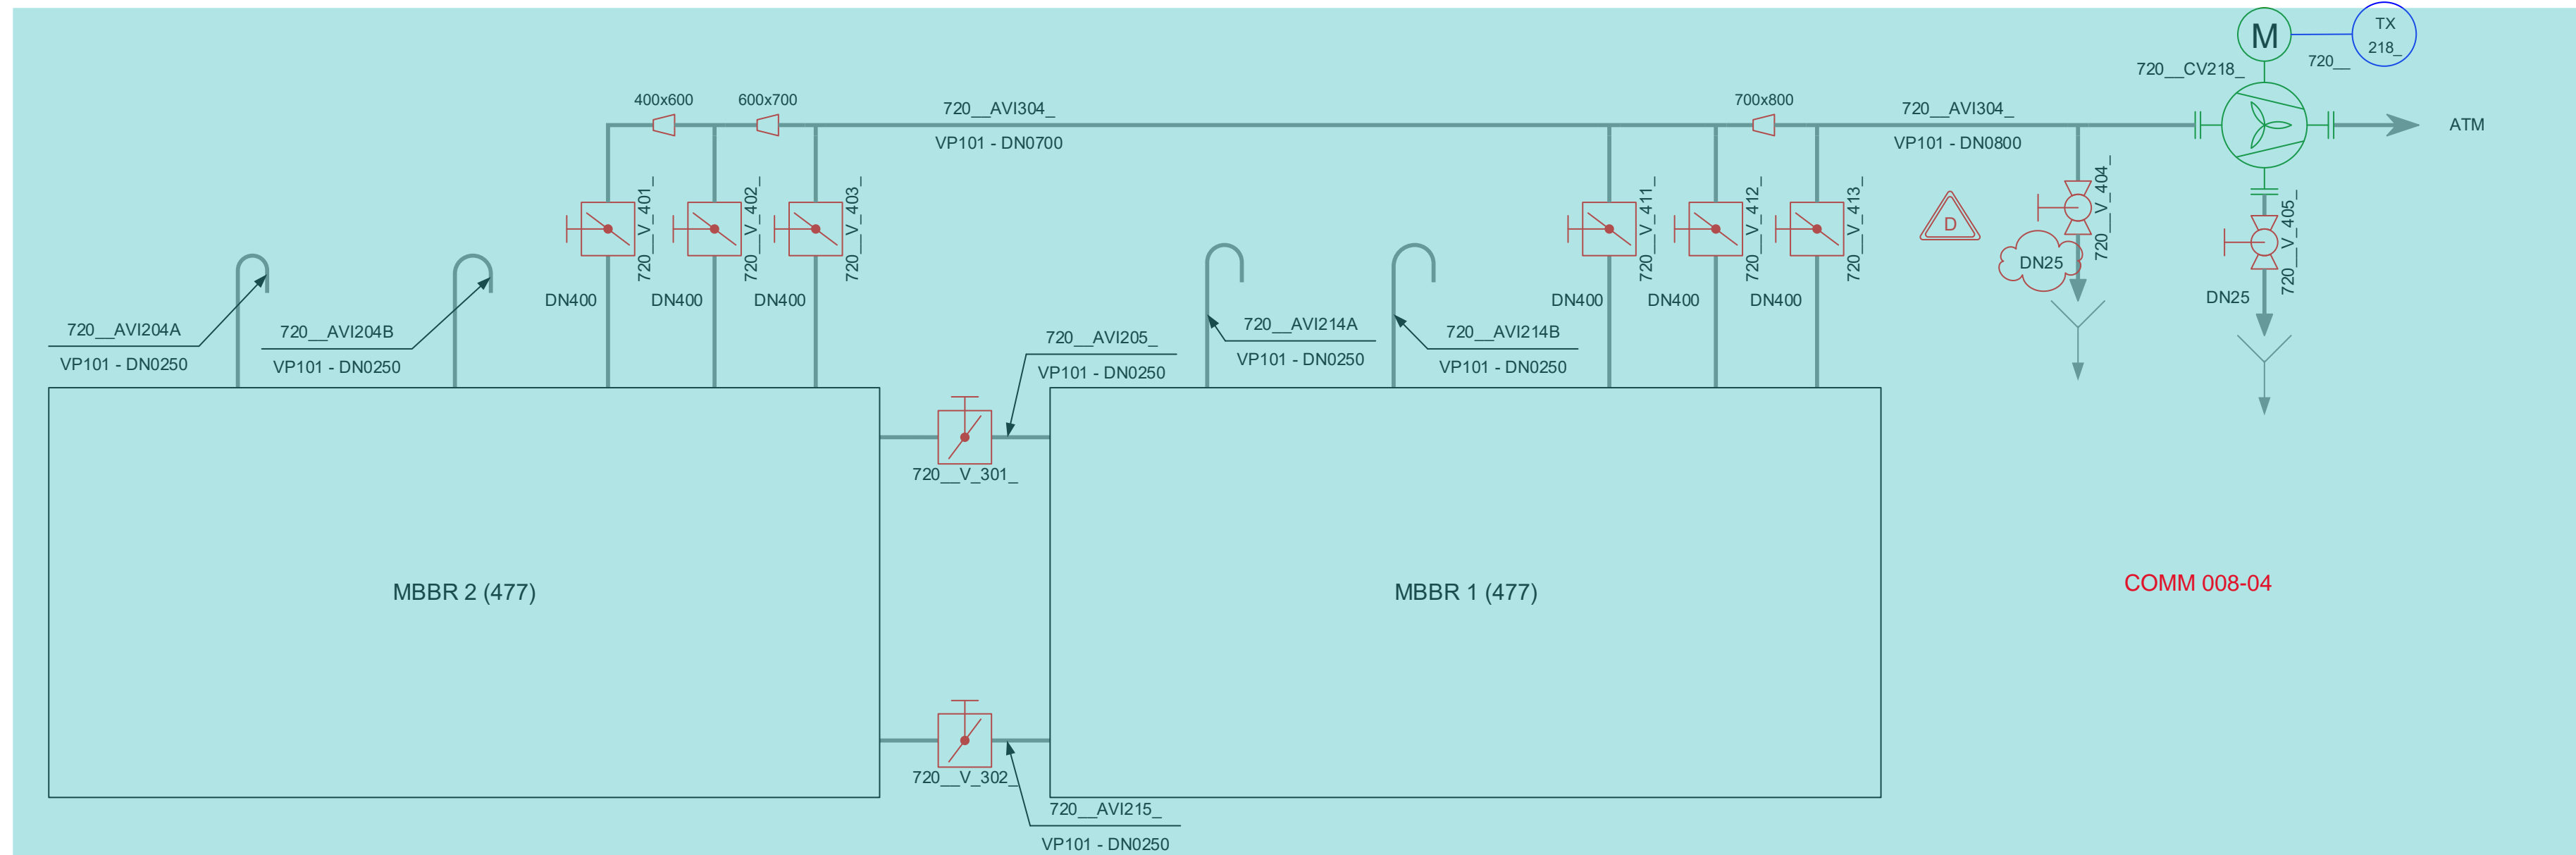 M
TX
218_
720__
720__CV218_
400x600
600x700
720__AVI304_
VP101 - DN0700
700x800
720__AVI304_
VP101 - DN0800
ATM
720__V_401_
720__V_402_
720__V_403_
720__V_411_
720__V_412_
720__V_413_
720__V_404_
720__V_405_
D
DN25
DN25
DN400
DN400
DN400
DN400
DN400
DN400
720__AVI204A
VP101 - DN0250
720__AVI204B
VP101 - DN0250
720__AVI205_
VP101 - DN0250
720__AVI214A
VP101 - DN0250
720__AVI214B
VP101 - DN0250
720__V_301_
MBBR 2 (477)
MBBR 1 (477)
COMM 008-04
720__V_302_
720__AVI215_
VP101 - DN0250